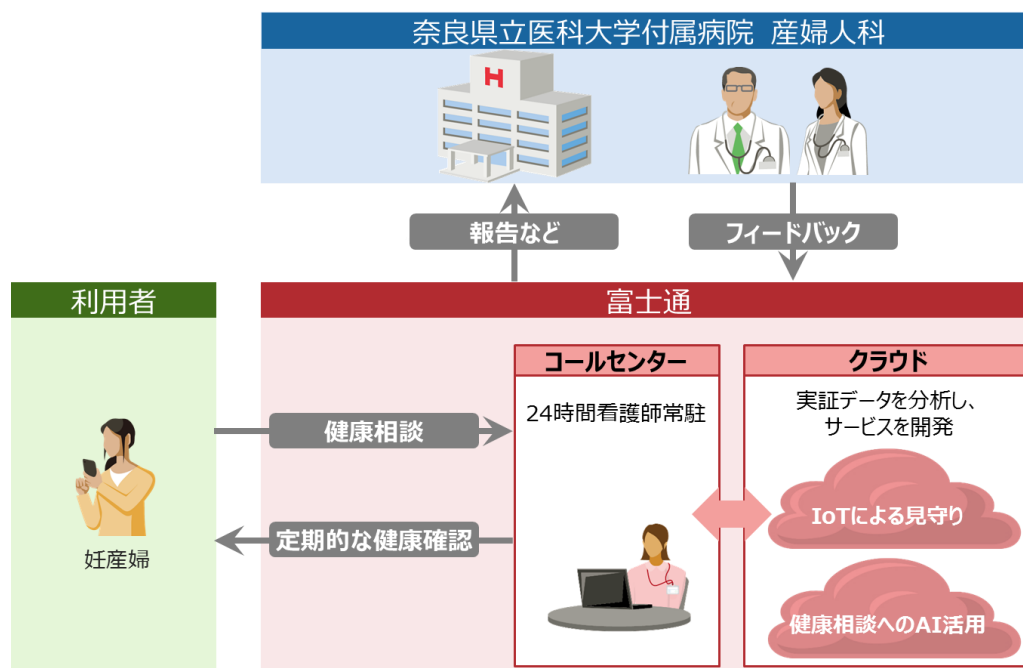 奈良県立医科大学付属病院 産婦人科
H
報告など
フィードバック
利用者
富士通
コールセンター
クラウド
24時間看護師常駐
実証データを分析し、
サービスを開発
健康相談
IoTによる見守り
定期的な健康確認
妊産婦
健康相談へのAI活用